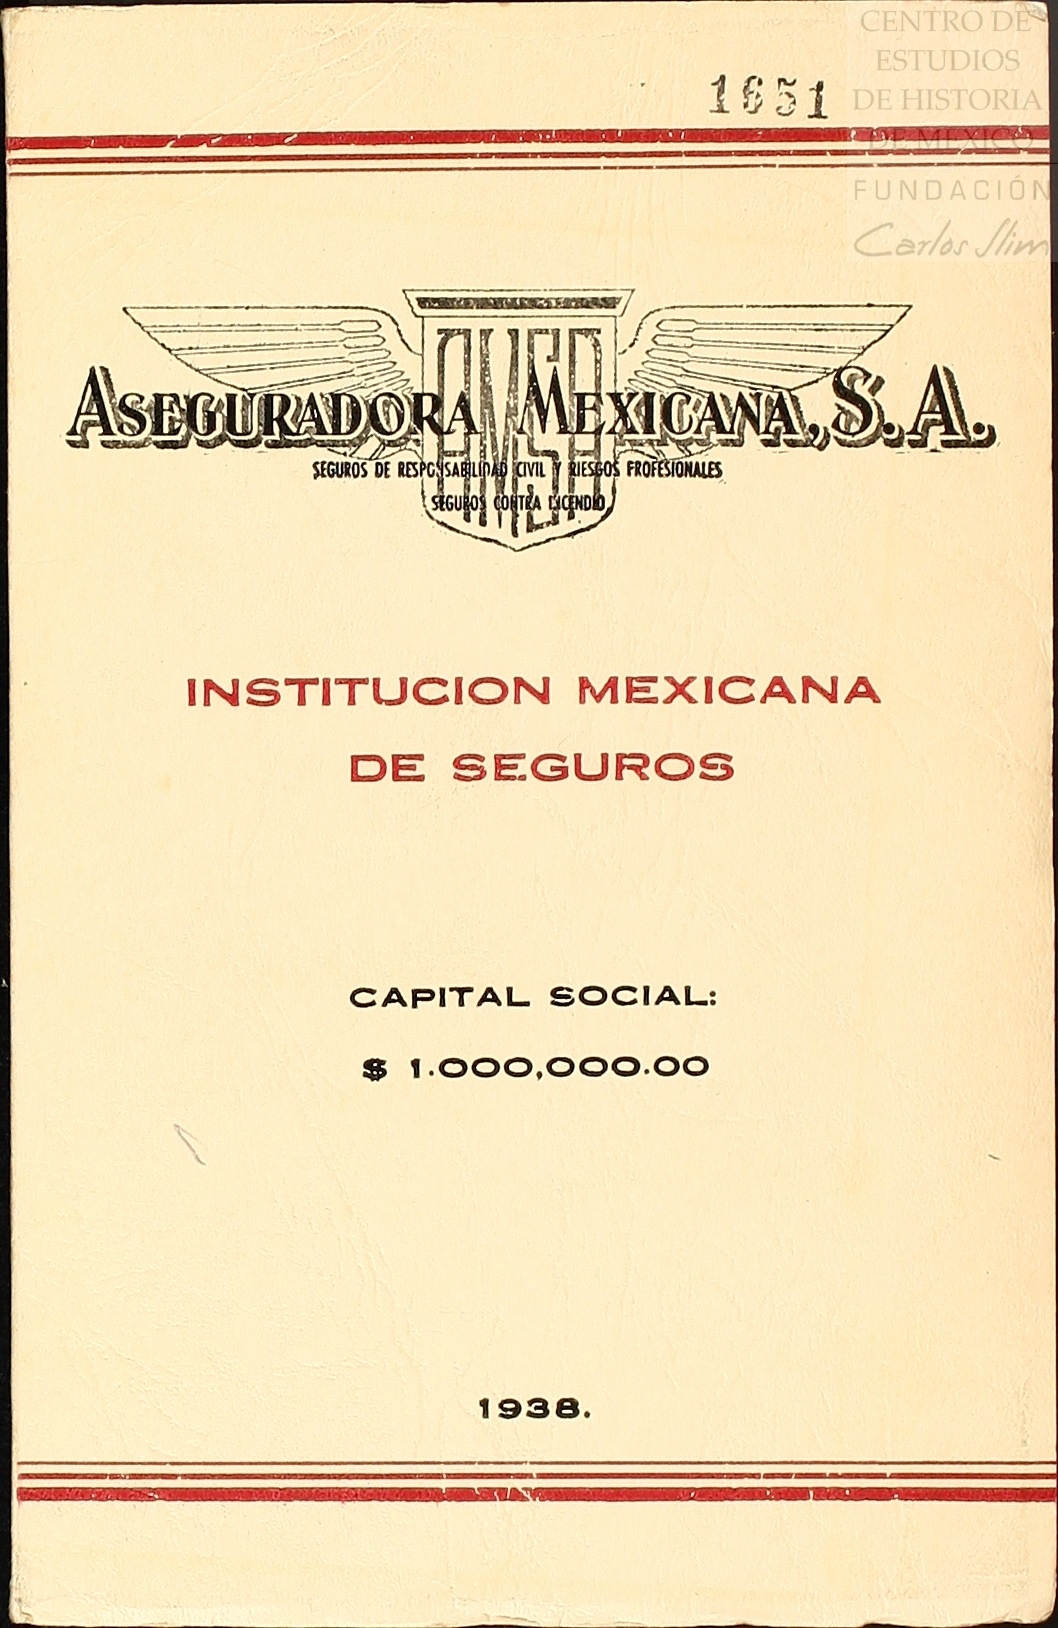 CENTRO DE
ESTUDIOS
DE HISTORIA
DE MEXICO
FUNDACIÓN
Carlos Slim
1651
AMSA
ASEGURADORA MEXICANA, S. A.
SEGUROS DE RESPONSABILIDAD CIVIL Y RIESGOS PROFESIONALES
SEGUROS CONTRA INCENDIO
INSTITUCION MEXICANA
DE SEGUROS
CAPITAL SOCIAL:
$ 1.000,000.00
1938.